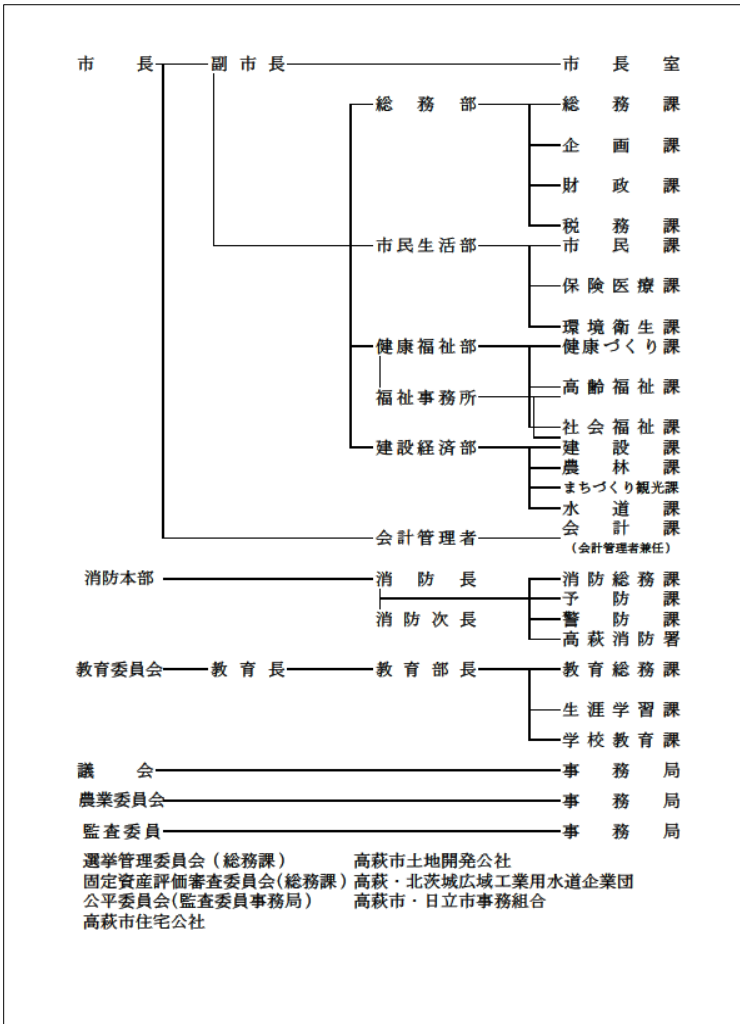 市長 副市長 市長室
総務部 総務課
企画課
財政課
税務課
市民生活部 市民課
保険医療課
環境衛生課
健康福祉部 健康づくり課
高齢福祉課
福祉事務所
社会福祉課
建設経済部 建設課
農林課
まちづくり観光課
水道課
会計課
会計管理者
（会計管理者兼任）
消防本部 消防長 消防総務課
予防課
消防次長 警防課
高萩消防署
教育委員会 教育長 教育部長 教育総務課
生涯学習課
学校教育課
議会 事務局
農業委員会 事務局
監査委員 事務局
選挙管理委員会（総務課） 高萩市土地開発公社
固定資産評価審査委員会(総務課) 高萩・北茨城広域工業用水道企業団
公平委員会(監査委員事務局) 高萩市・日立市事務組合
高萩市住宅公社